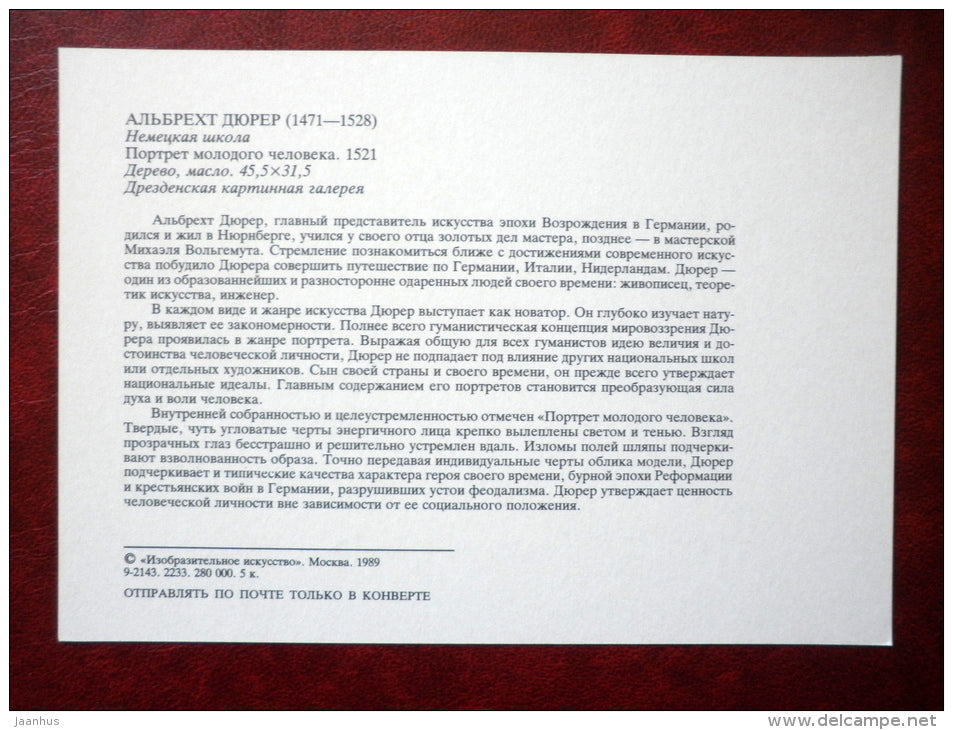 АЛЬБРЕХТ ДЮРЕР (1471—1528)
Немецкая школа
Портрет молодого человека. 1521
Дерево, масло. 45,5×31,5
Дрезденская картинная галерея
Альбрехт Дюрер, главный представитель искусства эпохи Возрождения в Германии, ро-
дился и жил в Нюрнберге, учился у своего отца золотых дел мастера, позднее — в мастерской
Михаэля Вольгемута. Стремление познакомиться ближе с достижениями современного искус-
ства побудило Дюрера совершить путешествие по Германии, Италии, Нидерландам. Дюрер —
один из образованнейших и разносторонне одаренных людей своего времени: живописец, теоре-
тик искусства, инженер.
В каждом виде и жанре искусства Дюрер выступает как новатор. Он глубоко изучает нату-
ру, выявляет ее закономерности. Полнее всего гуманистическая концепция мировоззрения Дю-
рера проявилась в жанре портрета. Выражая общую для всех гуманистов идею величия и до-
стоинства человеческой личности, Дюрер не подпадает под влияние других национальных школ
или отдельных художников. Сын своей страны и своего времени, он прежде всего утверждает
национальные идеалы. Главным содержанием его портретов становится преобразующая сила
духа и воли человека.
Внутренней собранностью и целеустремленностью отмечен «Портрет молодого человека».
Твердые, чуть угловатые черты энергичного лица крепко вылеплены светом и тенью. Взгляд
прозрачных глаз бесстрашно и решительно устремлен вдаль. Изломы полей шляпы подчерки-
вают взволнованность образа. Точно передавая индивидуальные черты облика модели, Дюрер
подчеркивает и типические качества характера героя своего времени, бурной эпохи Реформации
и крестьянских войн в Германии, разрушивших устои феодализма. Дюрер утверждает ценность
человеческой личности вне зависимости от ее социального положения.
© «Изобразительное искусство». Москва. 1989
9-2143. 2233. 280 000. 5 к.
ОТПРАВЛЯТЬ ПО ПОЧТЕ ТОЛЬКО В КОНВЕРТЕ
jaanhus
www.delcampe.net